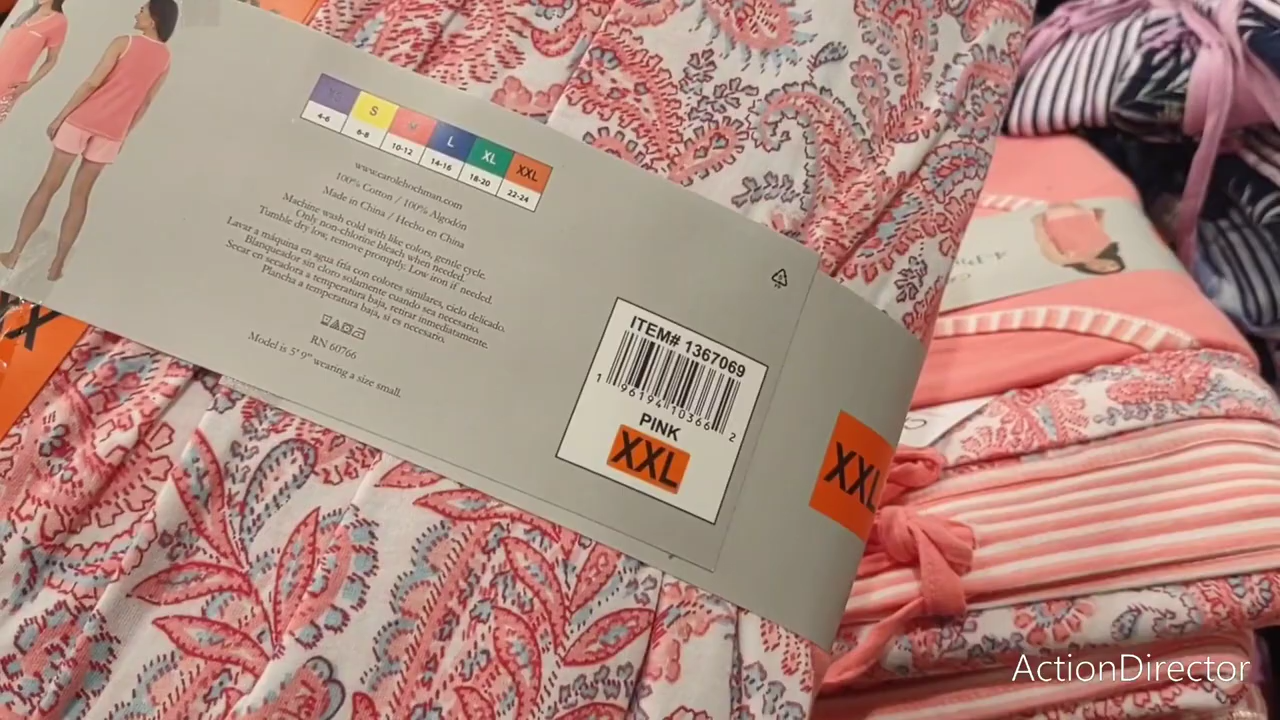 XS S M L XL XXL
4-6 6-8 10-12 14-16 18-20 22-24
www.carolehochman.com
100% Cotton / 100% Algodón
Made in China / Hecho en China
Machine wash cold with like colors, gentle cycle.
Only non-chlorine bleach when needed.
Tumble dry low, remove promptly. Low iron if needed.
Lavar a máquina en agua fría con colores similares, ciclo delicado.
Blanqueador sin cloro solamente cuando sea necesario.
Secar en secadora a temperatura baja, retirar inmediatamente.
Plancha a temperatura baja, si es necesario.
RN 60766
Model is 5' 9" wearing a size small.
ITEM# 1367069
1 96194 10366 2
PINK
XXL
XXL
X
ActionDirector